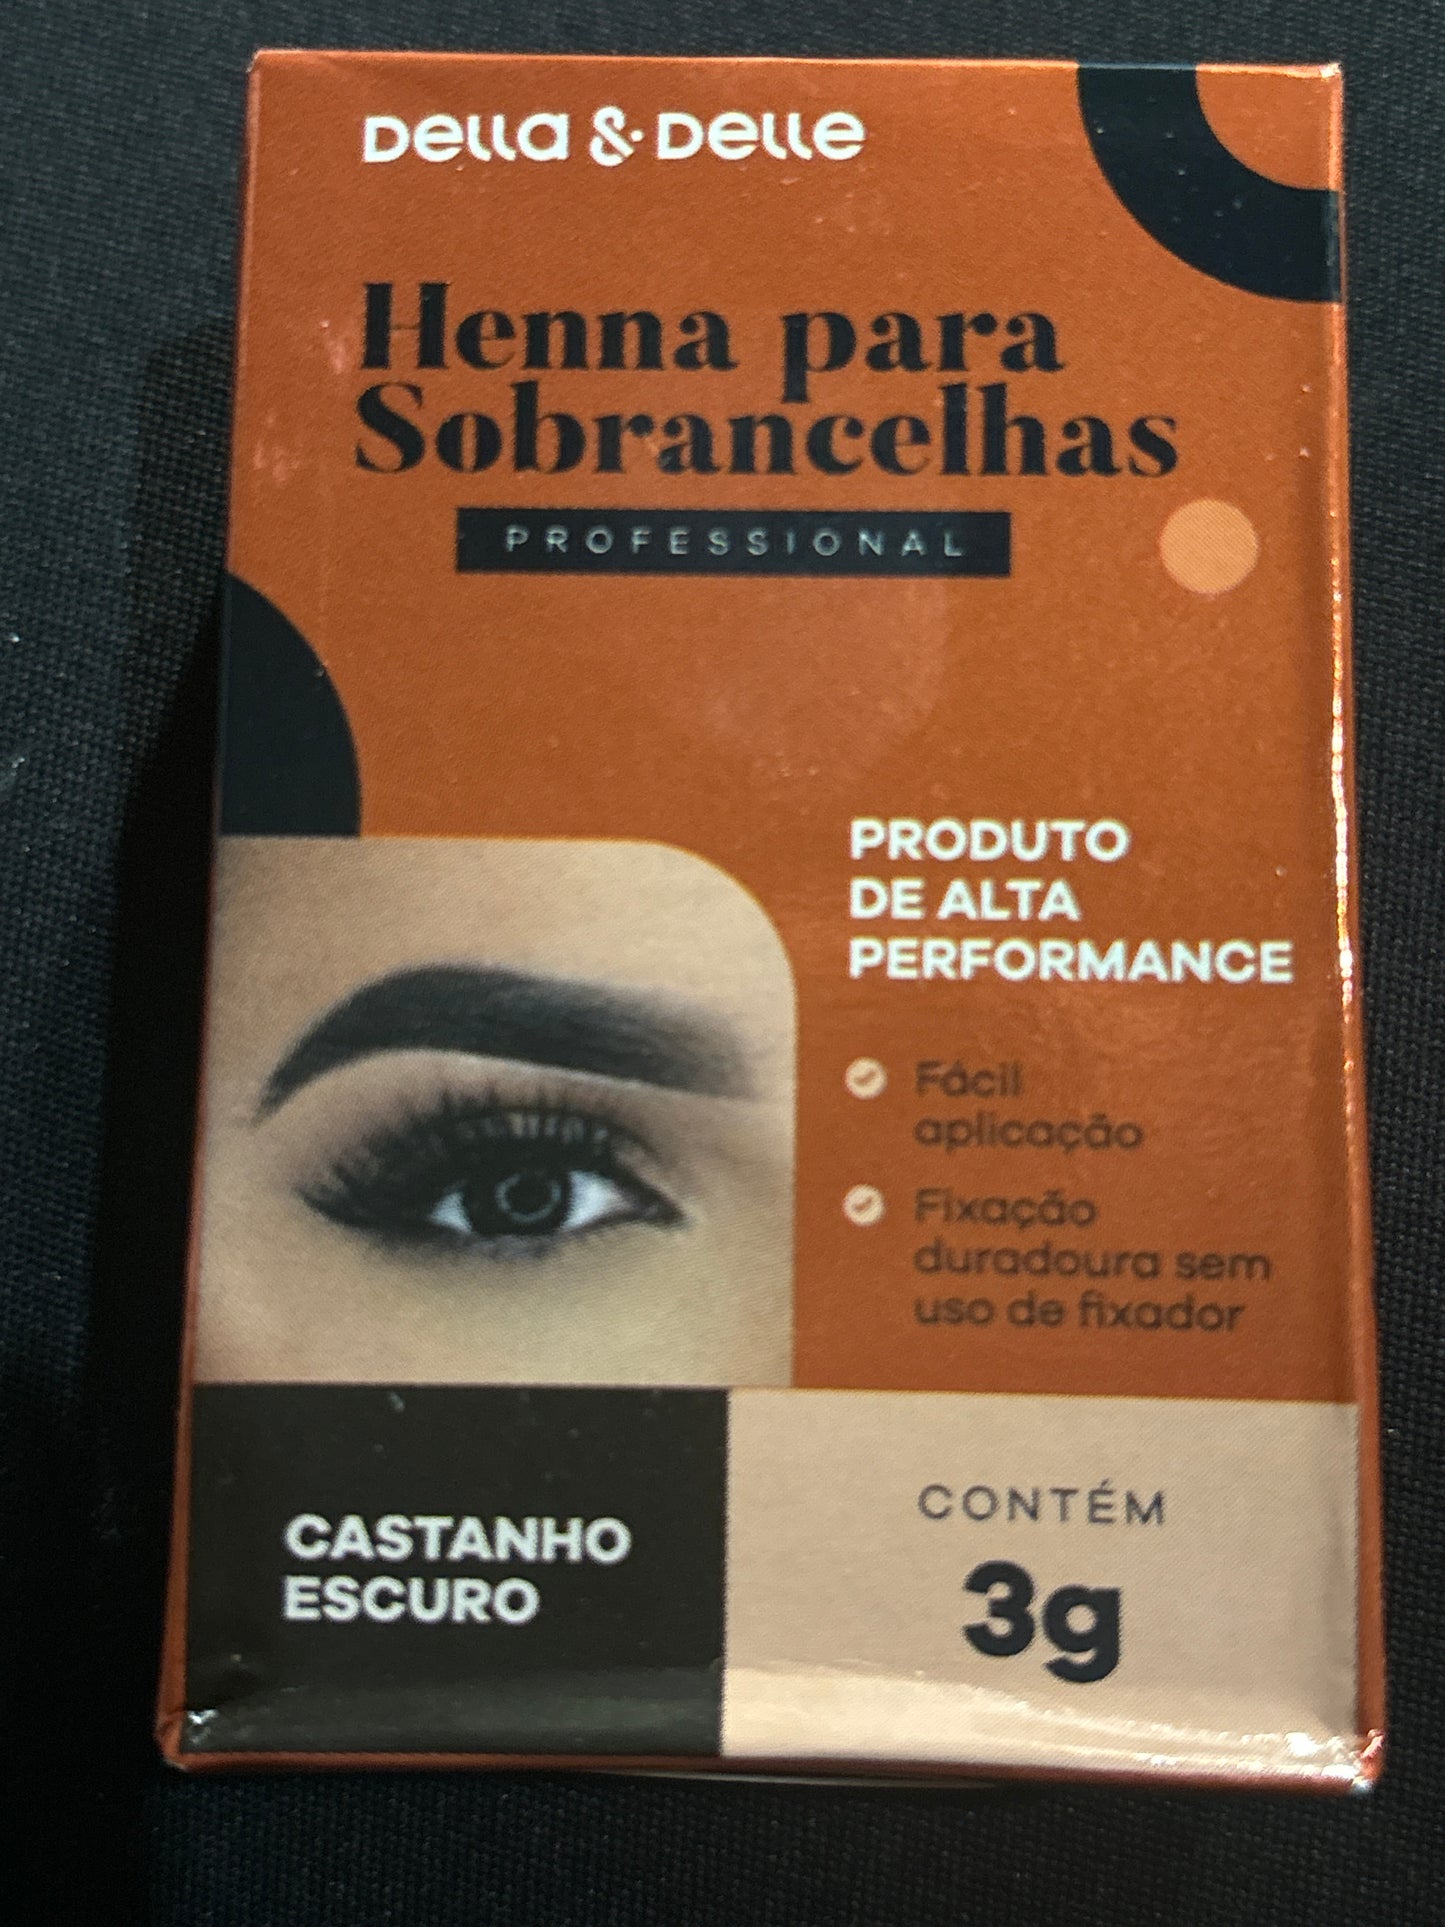 Della & Delle
Henna para
Sobrancelhas
PROFESSIONAL
PRODUTO
DE ALTA
PERFORMANCE
Fácil
aplicação
Fixação
duradoura sem
uso de fixador
CASTANHO
ESCURO
CONTÉM
3g